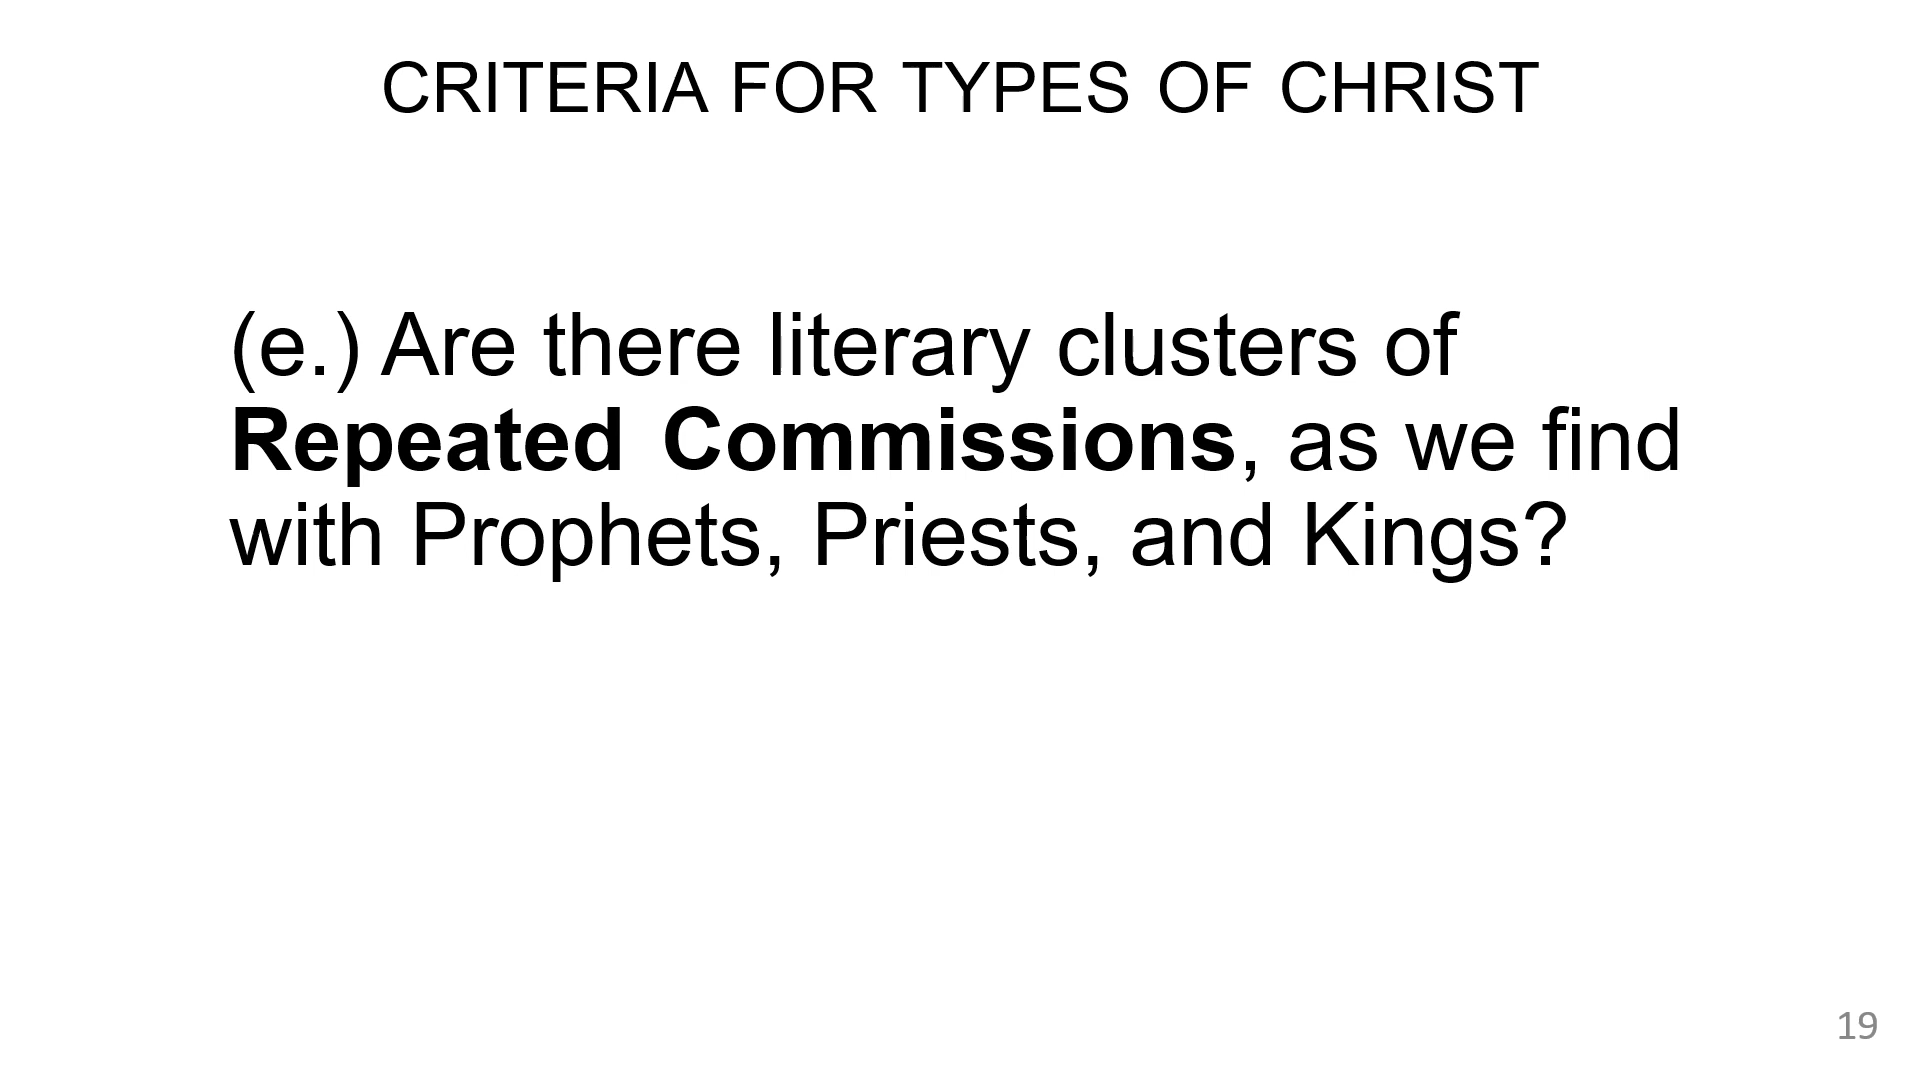 CRITERIA FOR TYPES OF CHRIST
(e.) Are there literary clusters of
Repeated Commissions, as we find
with Prophets, Priests, and Kings?
19